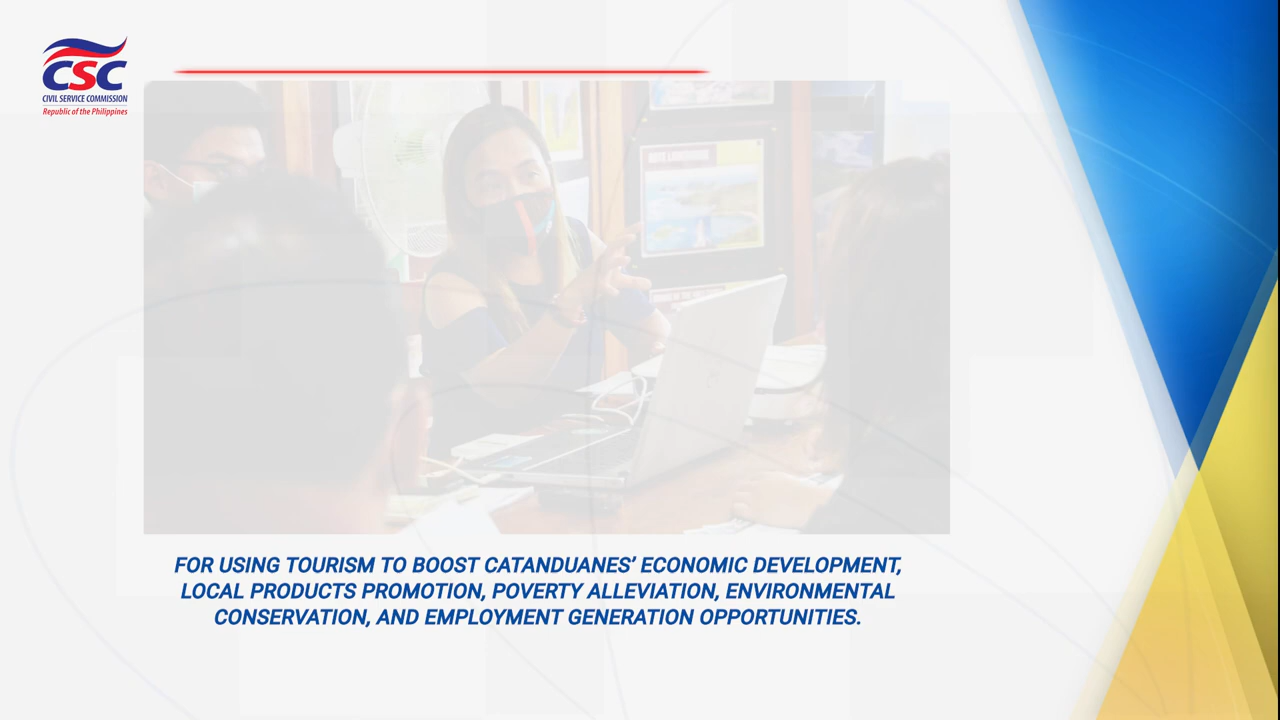 CSC
CIVIL SERVICE COMMISSION
Republic of the Philippines
FOR USING TOURISM TO BOOST CATANDUANES’ ECONOMIC DEVELOPMENT,
LOCAL PRODUCTS PROMOTION, POVERTY ALLEVIATION, ENVIRONMENTAL
CONSERVATION, AND EMPLOYMENT GENERATION OPPORTUNITIES.